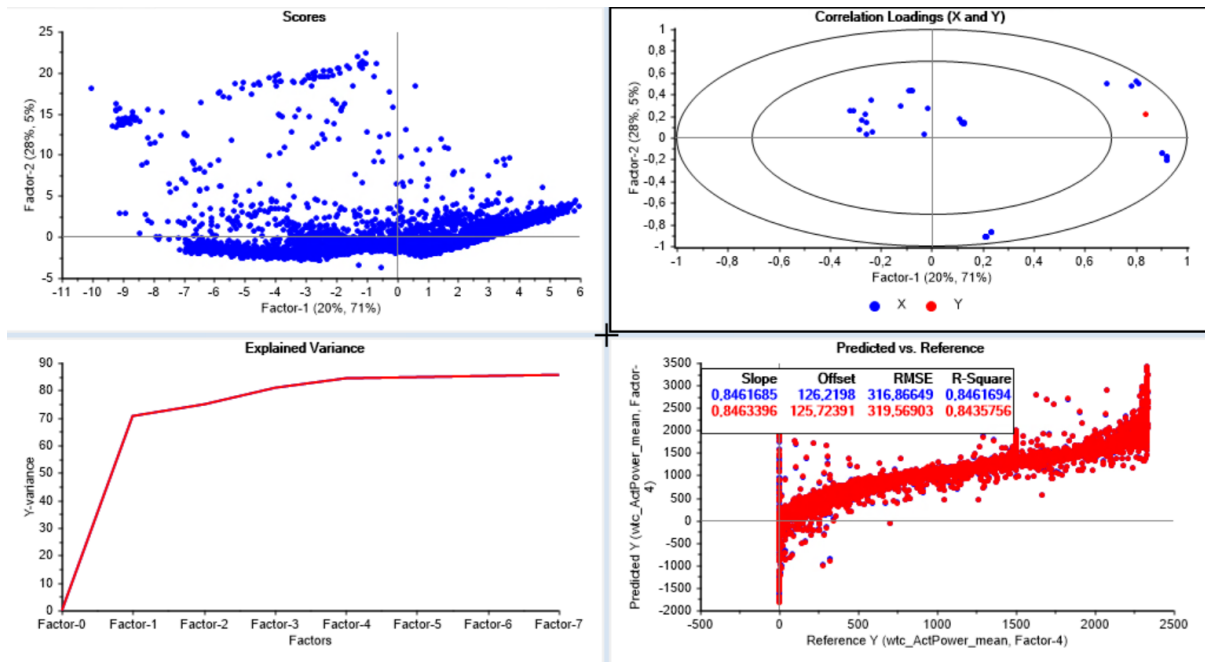 Scores
25
20
15
10
5
0
-5
Factor-2 (28%, 5%)
-11 -10 -9 -8 -7 -6 -5 -4 -3 -2 -1 0 1 2 3 4 5 6
Factor-1 (20%, 71%)
Correlation Loadings (X and Y)
1
0,8
0,6
0,4
0,2
0
-0,2
-0,4
-0,6
-0,8
-1
Factor-2 (28%, 5%)
-1 -0,8 -0,6 -0,4 -0,2 0 0,2 0,4 0,6 0,8 1
Factor-1 (20%, 71%)
X Y
Explained Variance
90
80
70
60
50
40
30
20
10
0
Y-variance
Factor-0 Factor-1 Factor-2 Factor-3 Factor-4 Factor-5 Factor-6 Factor-7
Factors
Predicted vs. Reference
Slope Offset RMSE R-Square
0,8461685 126,2198 316,86649 0,8461694
0,8463396 125,72391 319,56903 0,8435756
3500
3000
2500
2000
1500
1000
500
0
-500
-1000
-1500
-2000
Predicted Y (wtc_ActPower_mean, Factor-
4)
-500 0 500 1000 1500 2000 2500
Reference Y (wtc_ActPower_mean, Factor-4)